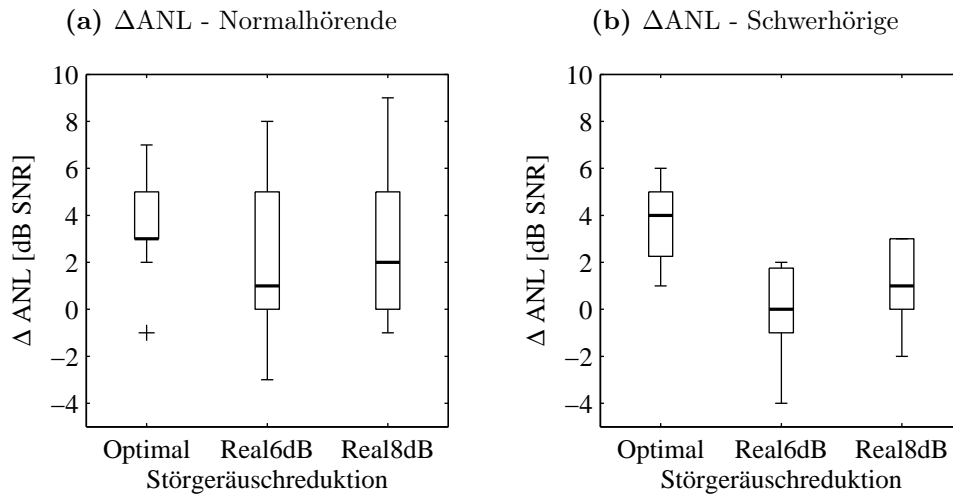 (a) ΔANL - Normalhörende
10
8
6
4
2
0
−2
−4
Δ ANL [dB SNR]
Optimal Real6dB Real8dB
Störgeräuschreduktion
(b) ΔANL - Schwerhörige
10
8
6
4
2
0
−2
−4
Δ ANL [dB SNR]
Optimal Real6dB Real8dB
Störgeräuschreduktion